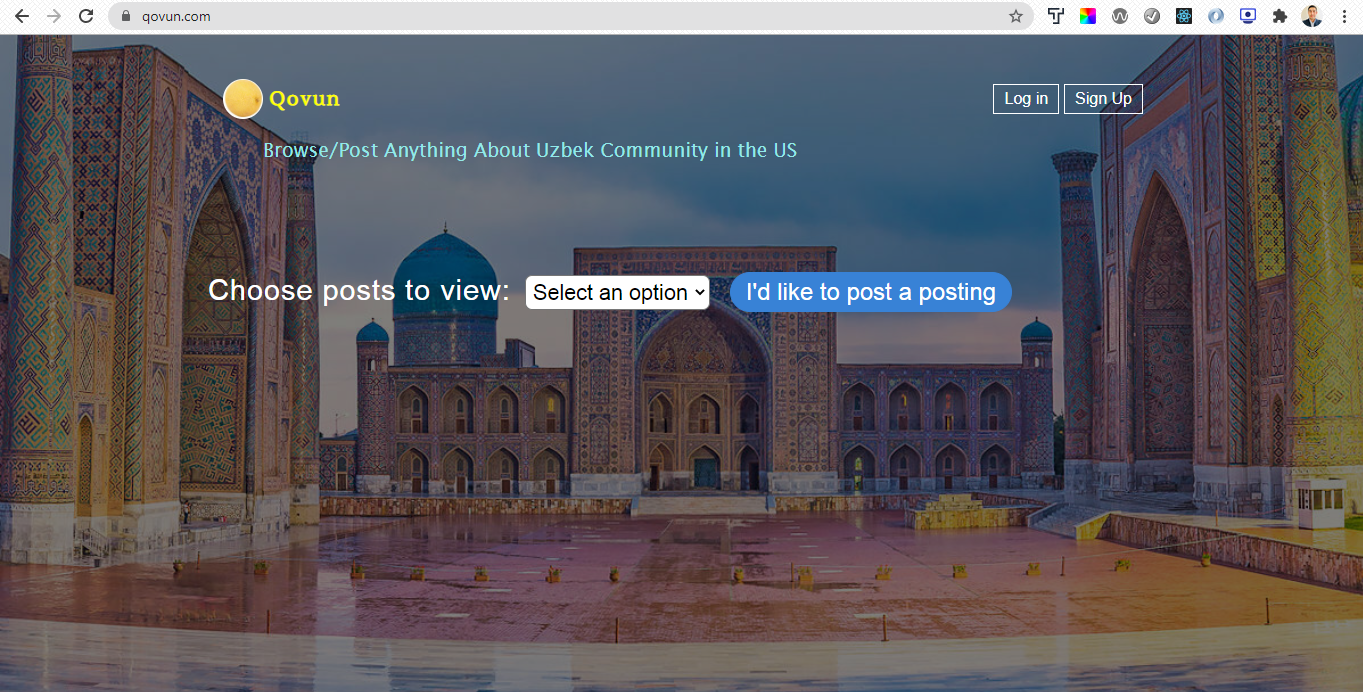 qovun.com
Qovun
Log in
Sign Up
Browse/Post Anything About Uzbek Community in the US
Choose posts to view:
Select an option
I'd like to post a posting